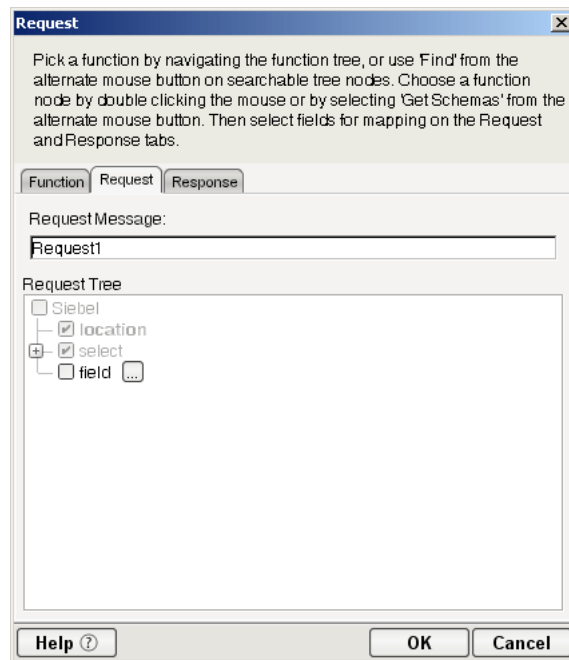 Request
Pick a function by navigating the function tree, or use 'Find' from the
alternate mouse button on searchable tree nodes. Choose a function
node by double clicking the mouse or by selecting 'Get Schemas' from the
alternate mouse button. Then select fields for mapping on the Request
and Response tabs.
Function Request Response
Request Message:
Request1
Request Tree
Siebel
location
select
field ...
Help ? OK Cancel